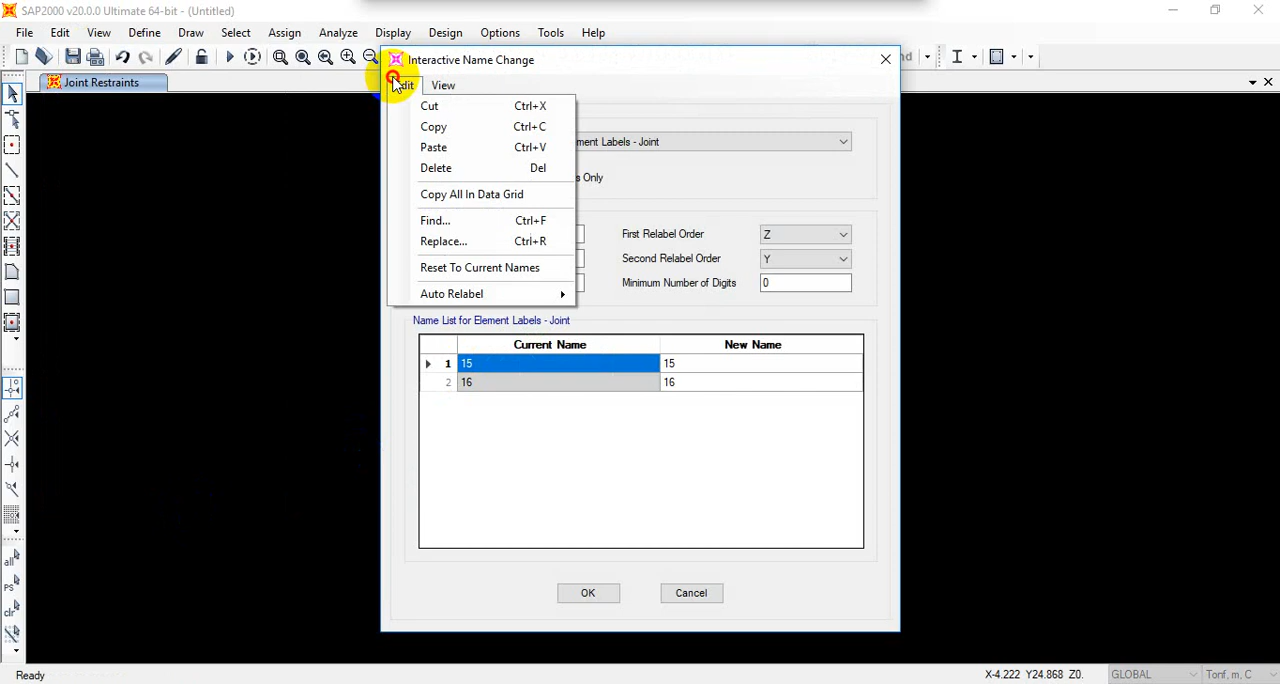 SAP2000 v20.0.0 Ultimate 64-bit - (Untitled)
File Edit View Define Draw Select Assign Analyze Display Design Options Tools Help
Joint Restraints
Interactive Name Change
View
Cut Ctrl+X
Copy Ctrl+C
Paste Ctrl+V
Delete Del
Copy All In Data Grid
Find... Ctrl+F
Replace... Ctrl+R
Reset To Current Names
Auto Relabel
ment Labels - Joint
s Only
First Relabel Order Z
Second Relabel Order Y
Minimum Number of Digits 0
Name List for Element Labels - Joint
Current Name New Name
1 15 15
2 16 16
OK Cancel
all
PS
clr
Ready X-4.222 Y24.868 Z0. GLOBAL Tonf, m, C